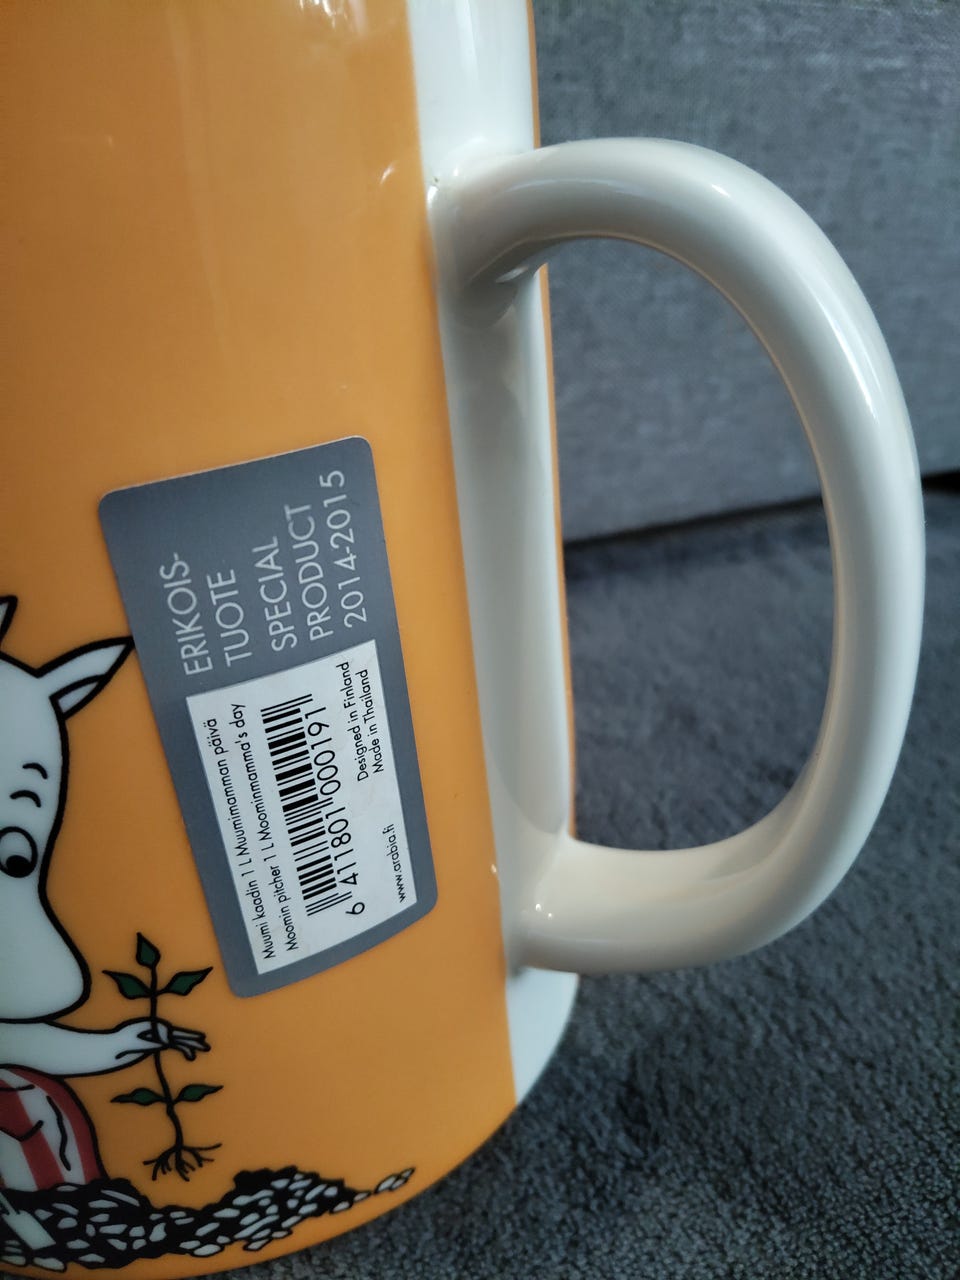 ERIKOIS-
TUOTE
SPECIAL
PRODUCT
2014-2015
Muumi kaadin 1 L Muumimamman päivä
Moomin pitcher 1 L Moominmamma's day
6 411801 000191
Designed in Finland
Made in Thailand
www.arabia.fi